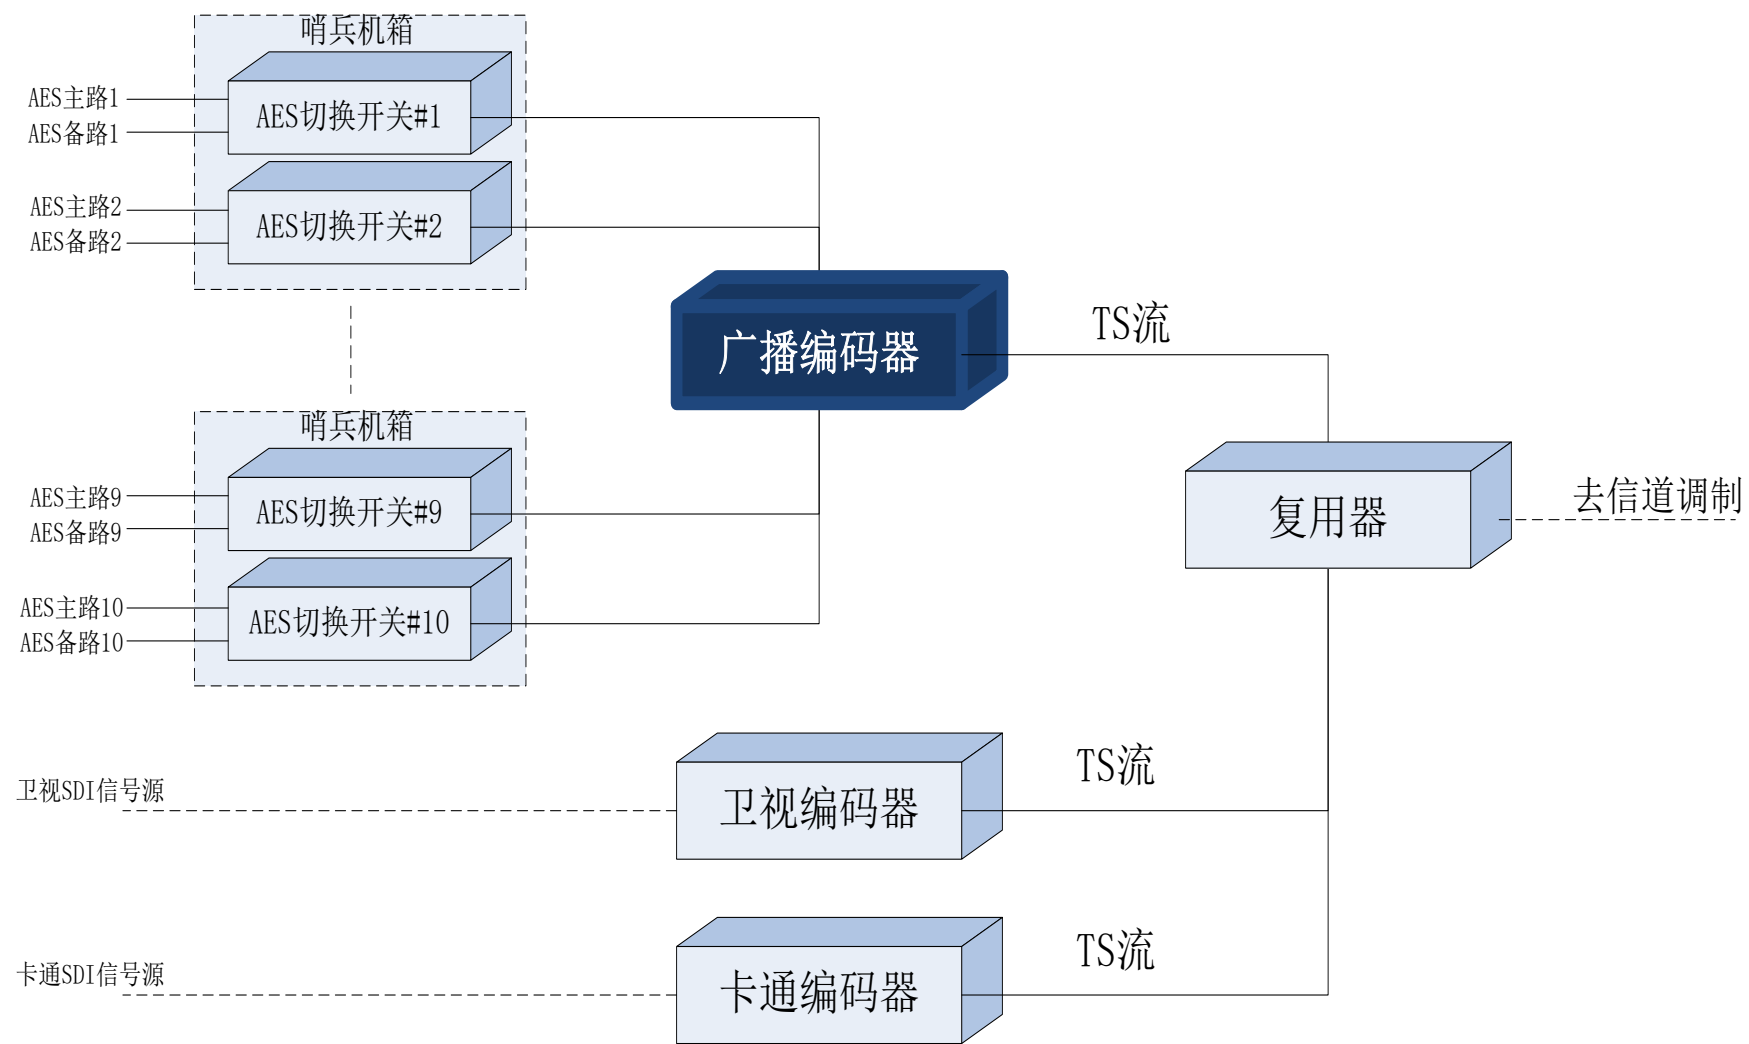 哨兵机箱
AES主路1
AES备路1
AES切换开关#1
AES主路2
AES备路2
AES切换开关#2
广播编码器
TS流
哨兵机箱
AES主路9
AES备路9
AES切换开关#9
AES主路10
AES备路10
AES切换开关#10
复用器
去信道调制
卫视SDI信号源
卫视编码器
TS流
卡通SDI信号源
卡通编码器
TS流